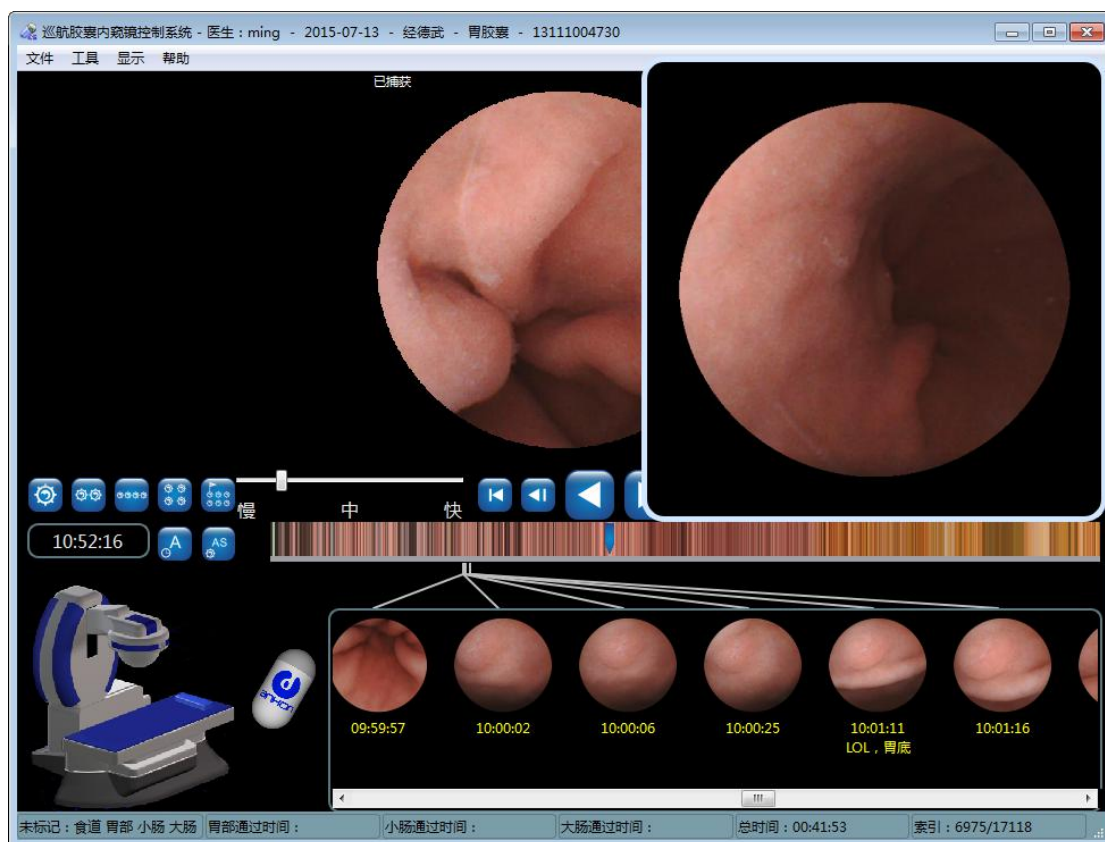 巡航胶囊内窥镜控制系统 - 医生：ming - 2015-07-13 - 经德武 - 胃胶囊 - 13111004730
文件 工具 显示 帮助
已捕获
慢 中 快
10:52:16
A
AS
ANKON
09:59:57 10:00:02 10:00:06 10:00:25 10:01:11 10:01:16
LOL，胃底
未标记：食道 胃部 小肠 大肠 胃部通过时间： 小肠通过时间： 大肠通过时间： 总时间：00:41:53 索引：6975/17118